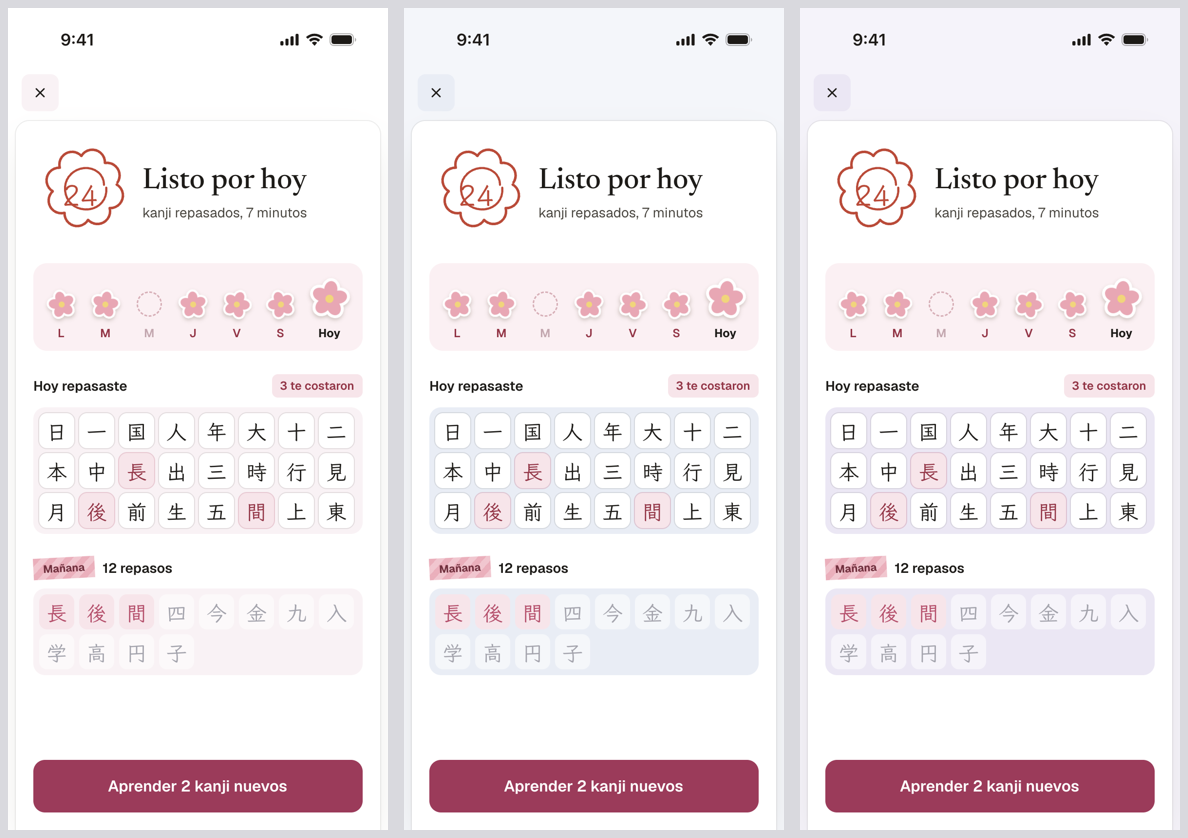 9:41
24
Listo por hoy
kanji repasados, 7 minutos
L M M J V S Hoy
Hoy repasaste
3 te costaron
日 一 国 人 年 大 十 二
本 中 長 出 三 時 行 見
月 後 前 生 五 間 上 東
Mañana 12 repasos
長 後 間 四 今 金 九 入
学 高 円 子
Aprender 2 kanji nuevos
9:41
24
Listo por hoy
kanji repasados, 7 minutos
L M M J V S Hoy
Hoy repasaste
3 te costaron
日 一 国 人 年 大 十 二
本 中 長 出 三 時 行 見
月 後 前 生 五 間 上 東
Mañana 12 repasos
長 後 間 四 今 金 九 入
学 高 円 子
Aprender 2 kanji nuevos
9:41
24
Listo por hoy
kanji repasados, 7 minutos
L M M J V S Hoy
Hoy repasaste
3 te costaron
日 一 国 人 年 大 十 二
本 中 長 出 三 時 行 見
月 後 前 生 五 間 上 東
Mañana 12 repasos
長 後 間 四 今 金 九 入
学 高 円 子
Aprender 2 kanji nuevos